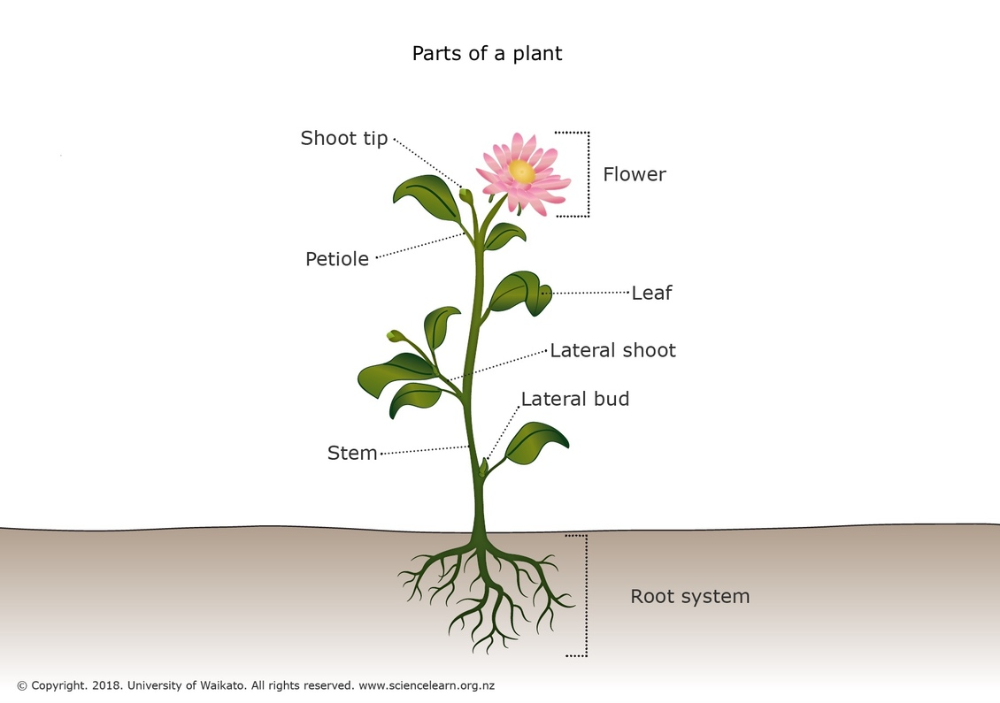 Parts of a plant
Shoot tip
Flower
Petiole
Leaf
Lateral shoot
Lateral bud
Stem
Root system
© Copyright. 2018. University of Waikato. All rights reserved. www.sciencelearn.org.nz